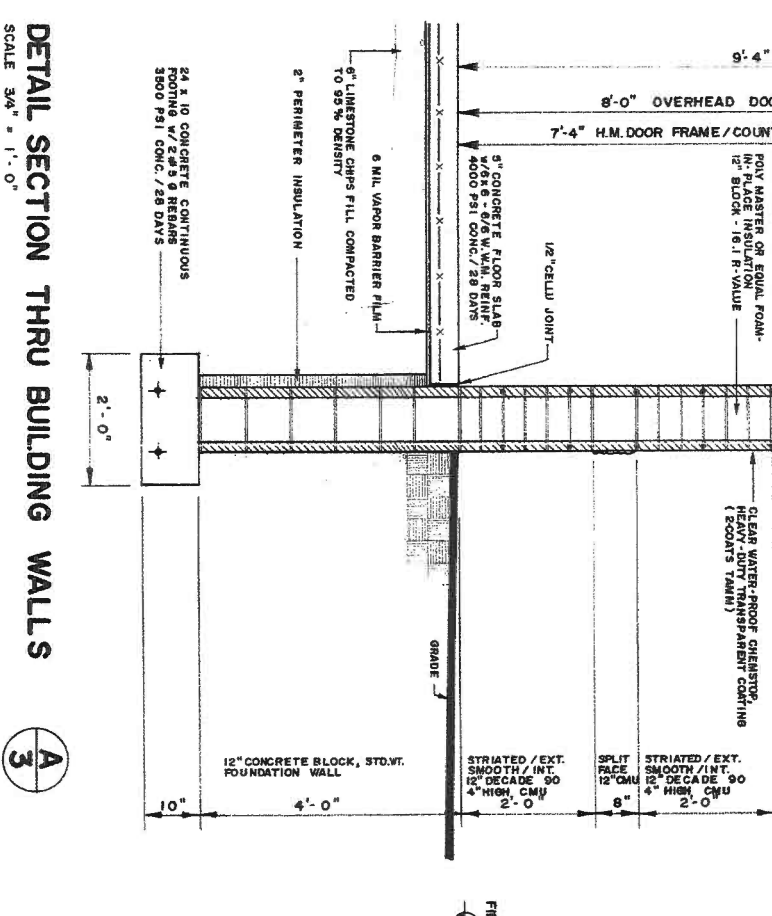 9'-4"
8'-0" OVERHEAD DOO
7'-4" H.M. DOOR FRAME/COUNT
POLY MASTER OR EQUAL FOAM-
IN-PLACE INSULATION
12" BLOCK - 16.1 R-VALUE
1/2" CELLU JOINT
5" CONCRETE FLOOR SLAB
W/6x6 - 6/6 W.W.M. REINF.
4000 PSI CONC./28 DAYS
6 MIL VAPOR BARRIER FILM
6" LIMESTONE CHIPS FILL COMPACTED
TO 95% DENSITY
2" PERIMETER INSULATION
24 x 10 CONCRETE CONTINUOUS
FOOTING W/ 2 #5 Ø REBARS
3500 PSI CONC./28 DAYS
2'-0"
CLEAR WATER-PROOF CHEMSTOP,
HEAVY-DUTY TRANSPARENT COATING
(2-COATS TAMM)
GRADE
12" CONCRETE BLOCK, STD.WT.
FOUNDATION WALL
STRIATED/EXT.
SMOOTH/INT.
12" DECADE 90
4" HIGH CMU
2'-0"
SPLIT
FACE
12"CMU
8"
STRIATED/EXT.
SMOOTH/INT.
12" DECADE 90
4" HIGH CMU
2'-0"
10"
4'-0"
DETAIL SECTION THRU BUILDING WALLS
SCALE 3/4" = 1'-0"
A
3